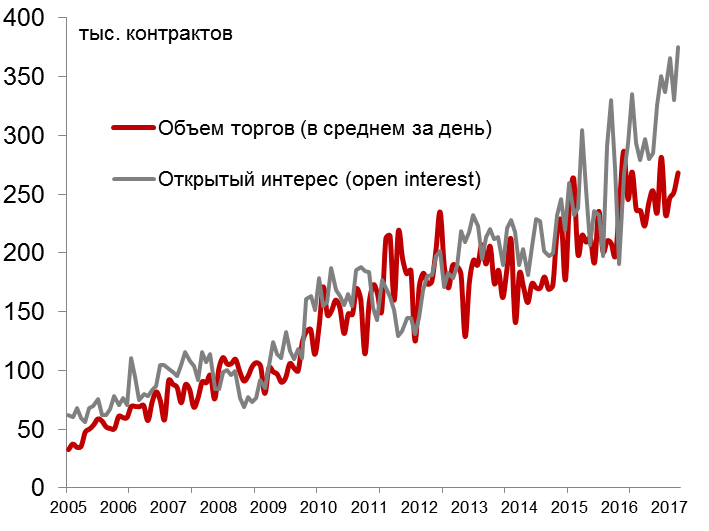 400
тыс. контрактов
350
300
Объем торгов (в среднем за день)
250
Открытый интерес (open interest)
200
150
100
50
0
2005 2006 2007 2008 2009 2010 2011 2012 2013 2014 2015 2016 2017